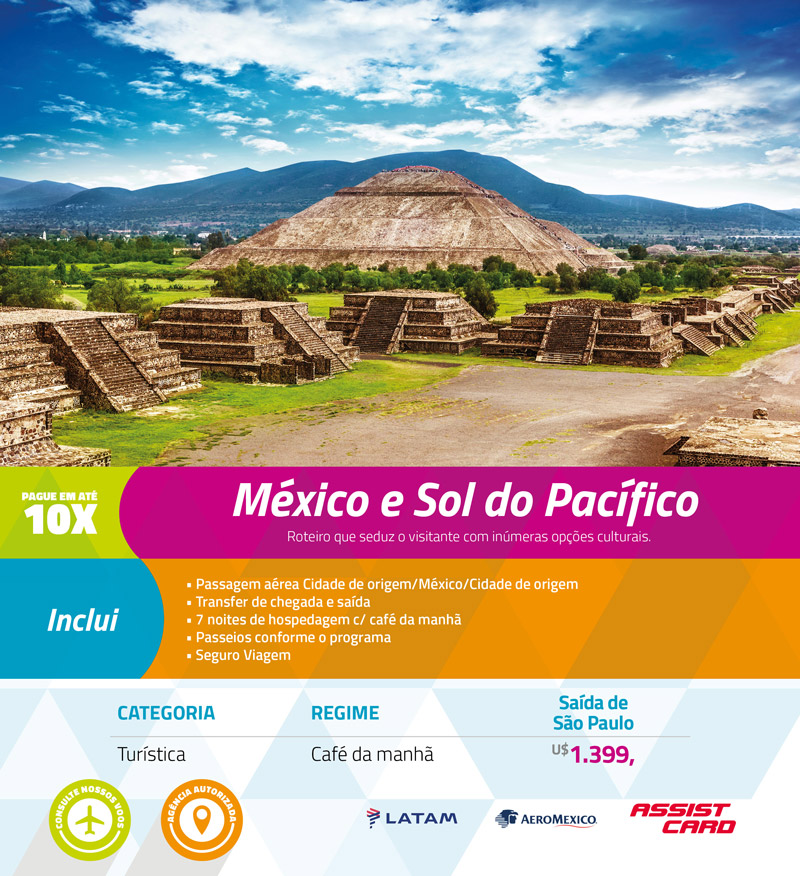 PAGUE EM ATÉ
10X
México e Sol do Pacífico
Roteiro que seduz o visitante com inúmeras opções culturais.
Inclui
• Passagem aérea Cidade de origem/México/Cidade de origem
• Transfer de chegada e saída
• 7 noites de hospedagem c/ café da manhã
• Passeios conforme o programa
• Seguro Viagem
CATEGORIA
REGIME
Saída de
São Paulo
Turística
Café da manhã
U$1.399,
CONSULTE NOSSOS VOOS
AGÊNCIA AUTORIZADA
LATAM
AEROMEXICO.
ASSIST
CARD